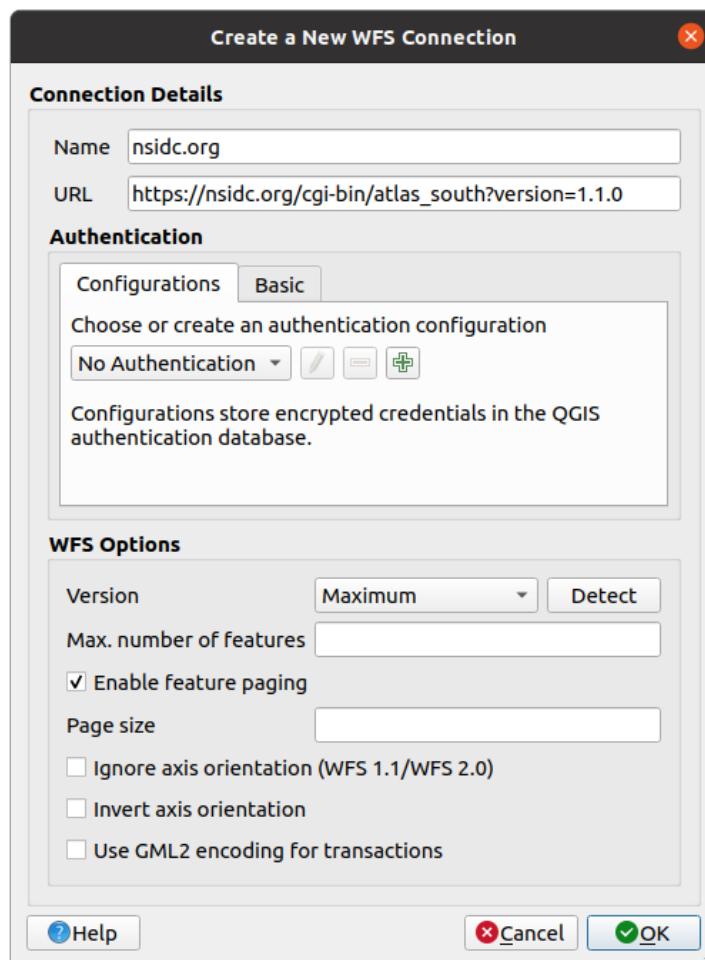 Create a New WFS Connection
Connection Details
Name nsidc.org
URL https://nsidc.org/cgi-bin/atlas_south?version=1.1.0
Authentication
Configurations Basic
Choose or create an authentication configuration
No Authentication
Configurations store encrypted credentials in the QGIS
authentication database.
WFS Options
Version Maximum Detect
Max. number of features
Enable feature paging
Page size
Ignore axis orientation (WFS 1.1/WFS 2.0)
Invert axis orientation
Use GML2 encoding for transactions
Help Cancel OK